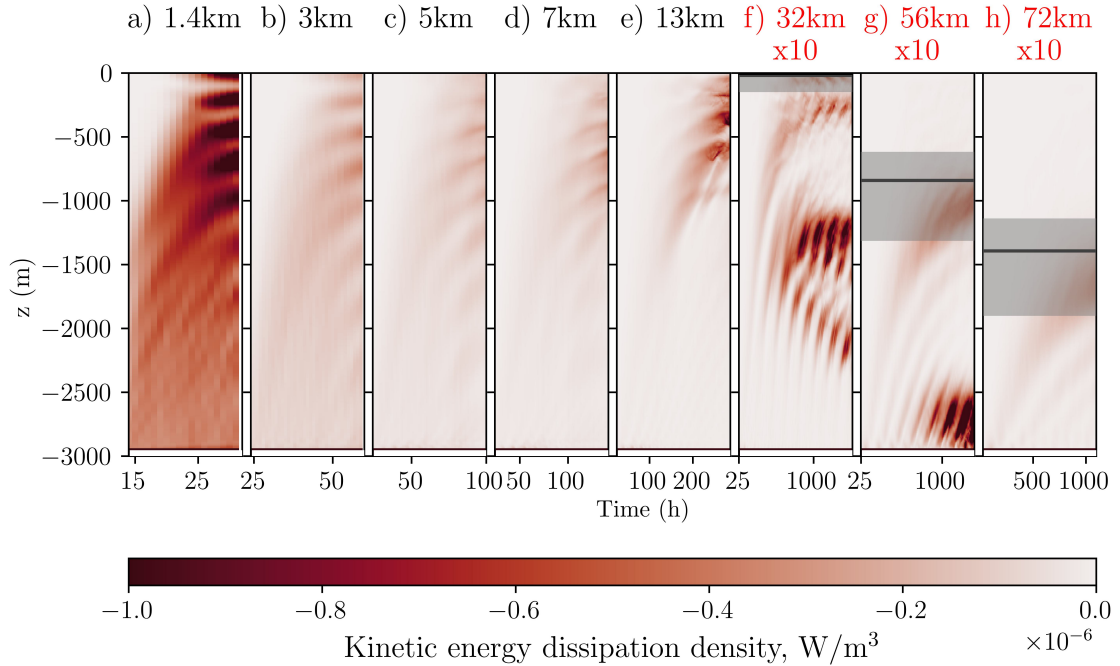 a) 1.4km b) 3km c) 5km d) 7km e) 13km f) 32km g) 56km h) 72km
x10 x10 x10
0
−500
−1000
−1500
−2000
−2500
−3000
z (m)
15 25 25 50 50 100 50 100 100 200 25 1000 25 1000 500 1000
Time (h)
−1.0 −0.8 −0.6 −0.4 −0.2 0.0
×10⁻⁶
Kinetic energy dissipation density, W/m³